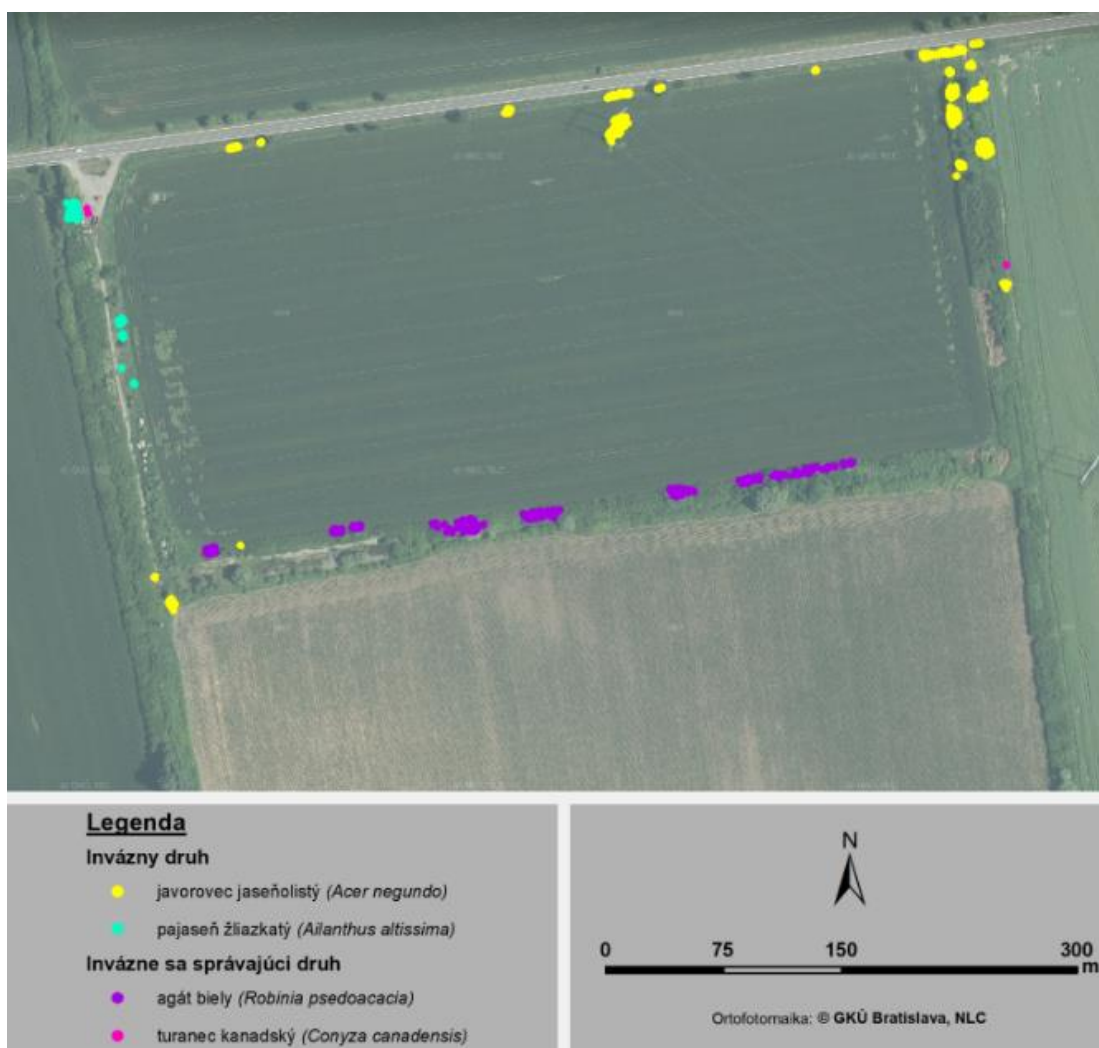 Legenda
Invázny druh
javorovec jaseňolistý (Acer negundo)
pajaseň žliazkatý (Ailanthus altissima)
Invázne sa správajúci druh
agát biely (Robinia psedoacacia)
turanec kanadský (Conyza canadensis)
N
0 75 150 300
m
Ortofotomaika: © GKÚ Bratislava, NLC